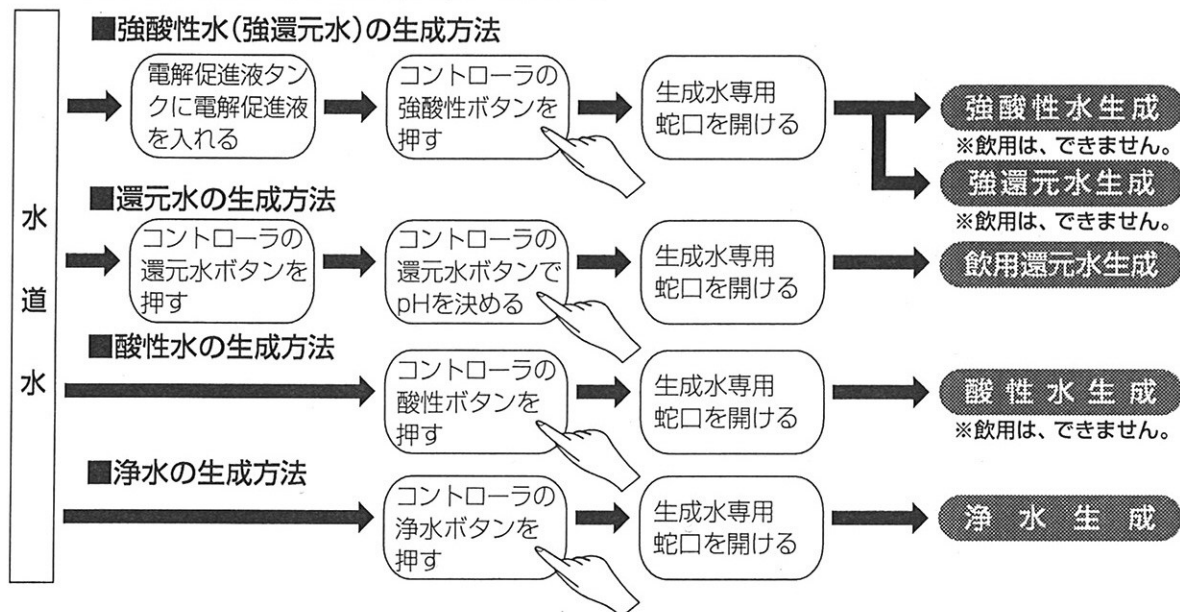 水道水
■強酸性水(強還元水)の生成方法
電解促進液タン
クに電解促進液
を入れる
コントローラの
強酸性ボタンを
押す
生成水専用
蛇口を開ける
強酸性水生成
※飲用は、できません。
強還元水生成
※飲用は、できません。
■還元水の生成方法
コントローラの
還元水ボタンを
押す
コントローラの
還元水ボタンで
pHを決める
生成水専用
蛇口を開ける
飲用還元水生成
■酸性水の生成方法
コントローラの
酸性ボタンを
押す
生成水専用
蛇口を開ける
酸性水生成
※飲用は、できません。
■浄水の生成方法
コントローラの
浄水ボタンを
押す
生成水専用
蛇口を開ける
浄水生成